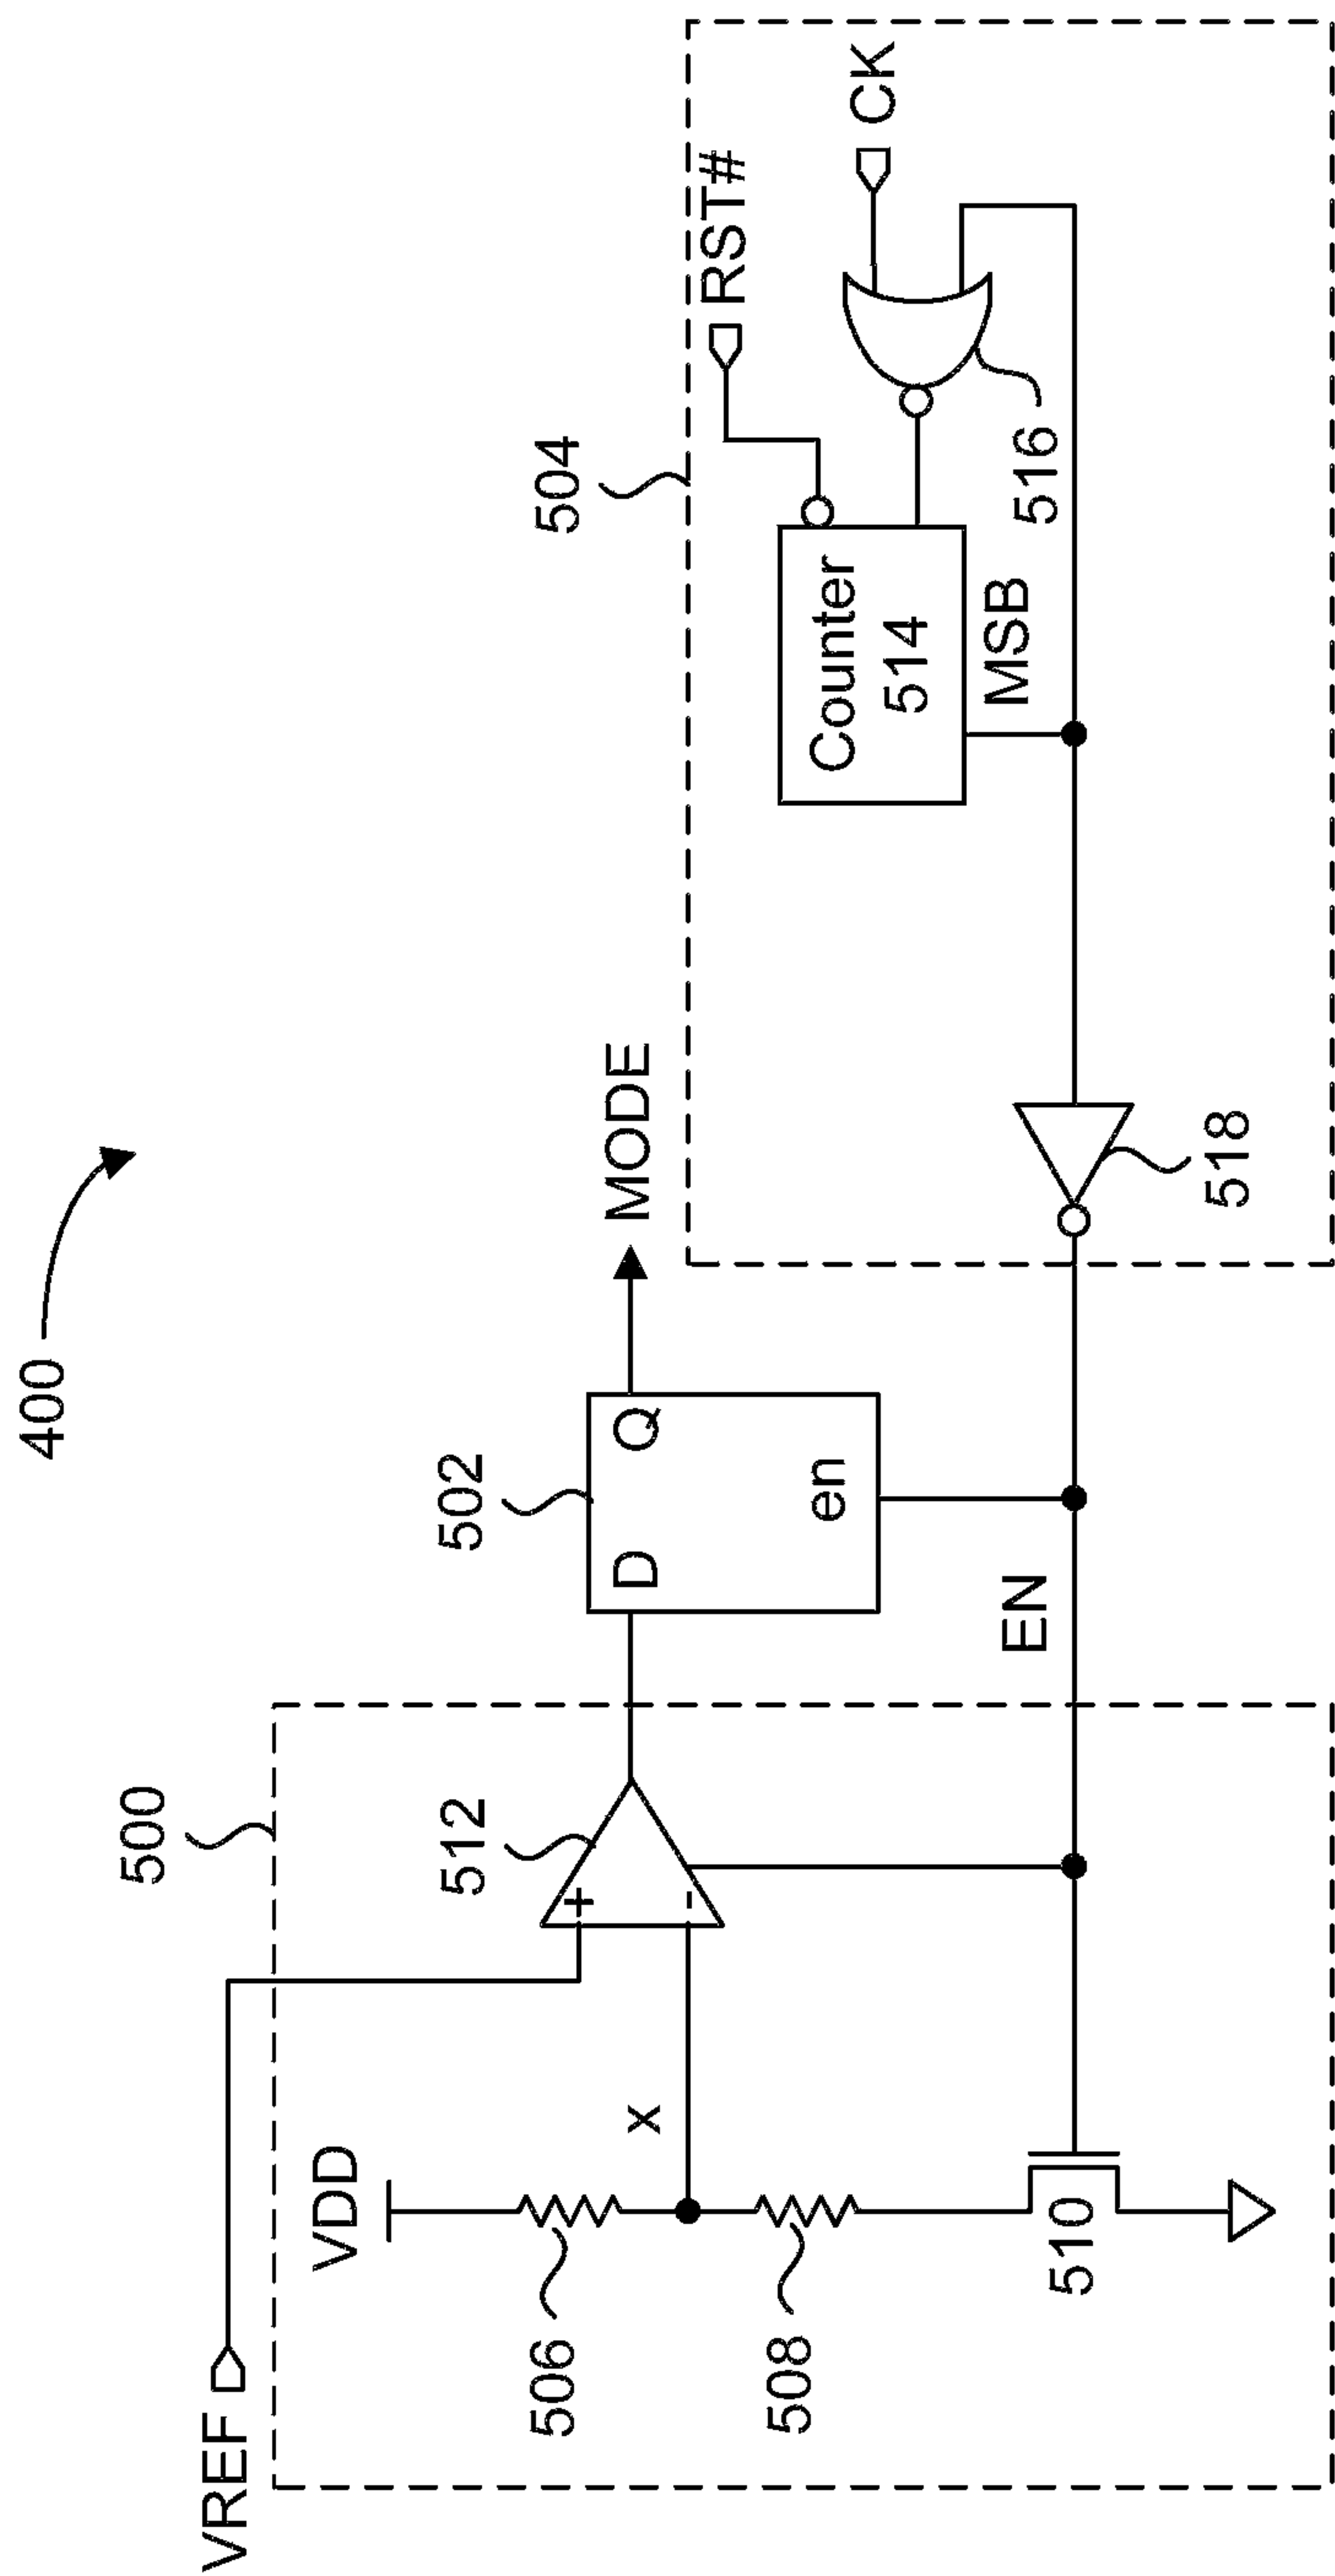 400
500
502
504
VREF
VDD
506
508
510
x
512
+
-
D
Q
en
EN
MODE
518
Counter
514
MSB
RST#
CK
516